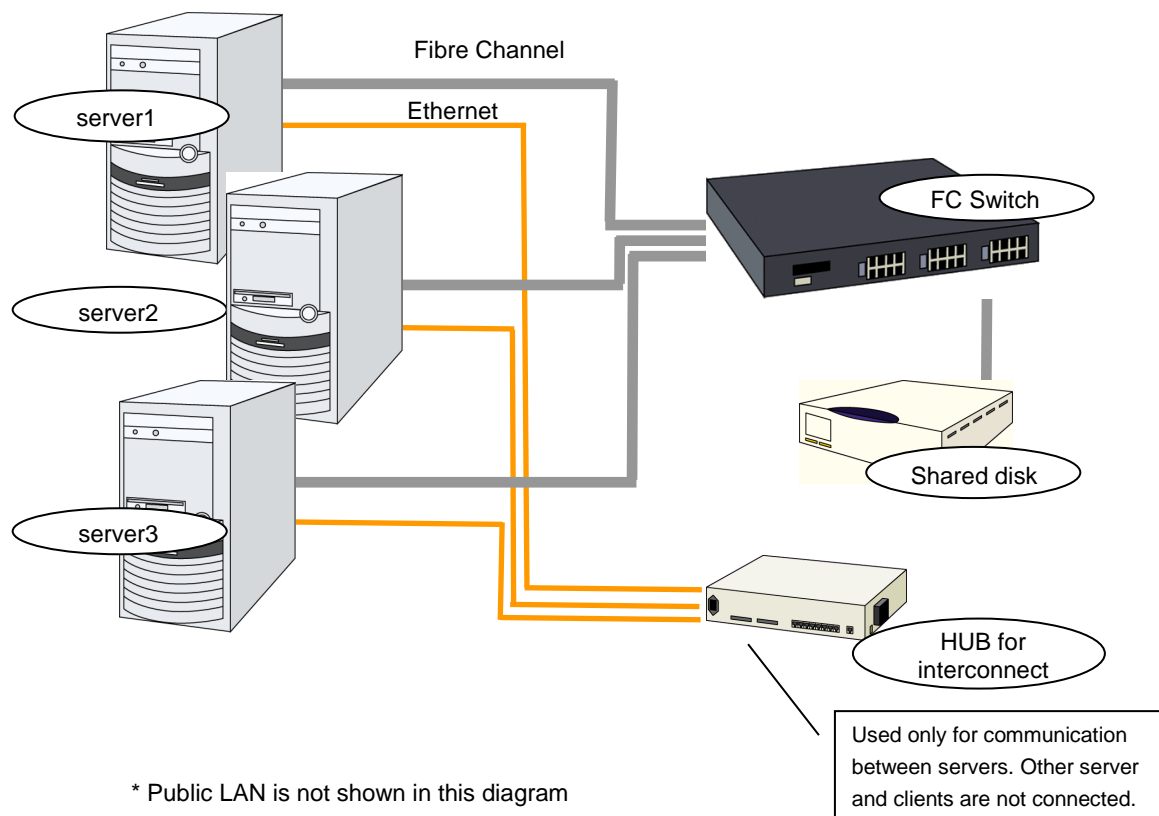 Fibre Channel
server1
Ethernet
FC Switch
server2
Shared disk
server3
HUB for
interconnect
Used only for communication
between servers. Other server
and clients are not connected.
* Public LAN is not shown in this diagram